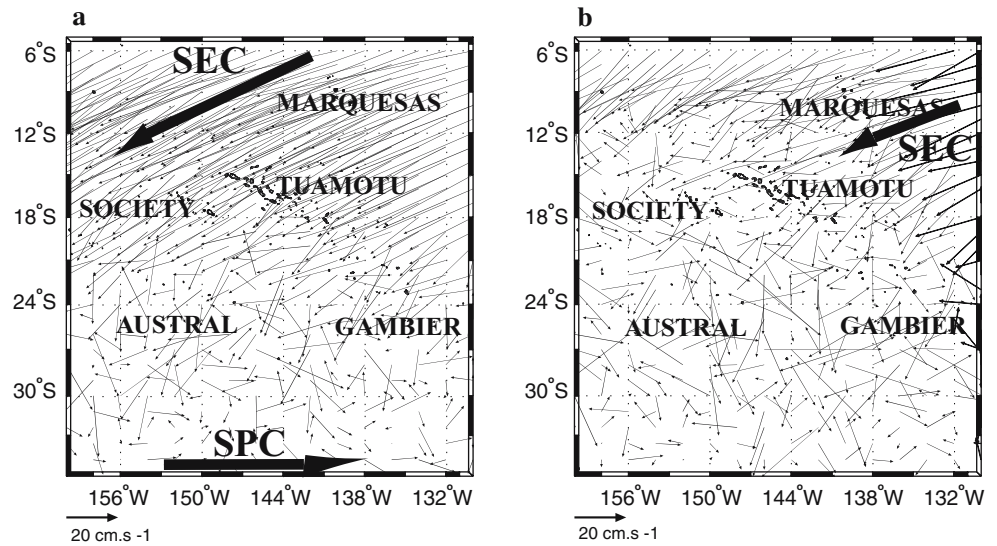 a
b
6°S
12°S
18°S
24°S
30°S
SEC
MARQUESAS
TUAMOTU
SOCIETY
AUSTRAL
GAMBIER
SPC
156°W 150°W 144°W 138°W 132°W
20 cm.s -1
6°S
12°S
18°S
24°S
30°S
MARQUESAS
SEC
TUAMOTU
SOCIETY
AUSTRAL
GAMBIER
156°W 150°W 144°W 138°W 132°W
20 cm.s -1